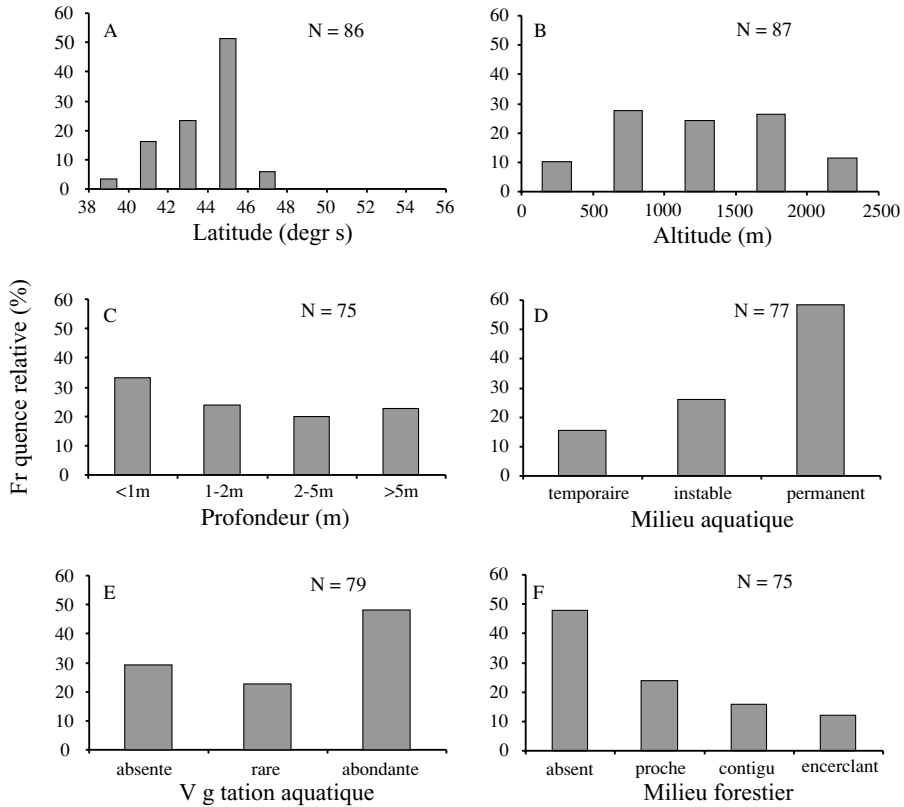 Fr quence relative (%)
A
N = 86
60
50
40
30
20
10
0
38 40 42 44 46 48 50 52 54 56
Latitude (degr s)
B
N = 87
60
50
40
30
20
10
0
0 500 1000 1500 2000 2500
Altitude (m)
C
N = 75
60
50
40
30
20
10
0
<1m 1-2m 2-5m >5m
Profondeur (m)
D
N = 77
60
50
40
30
20
10
0
temporaire instable permanent
Milieu aquatique
E
N = 79
60
50
40
30
20
10
0
absente rare abondante
V g tation aquatique
F
N = 75
60
50
40
30
20
10
0
absent proche contigu encerclant
Milieu forestier